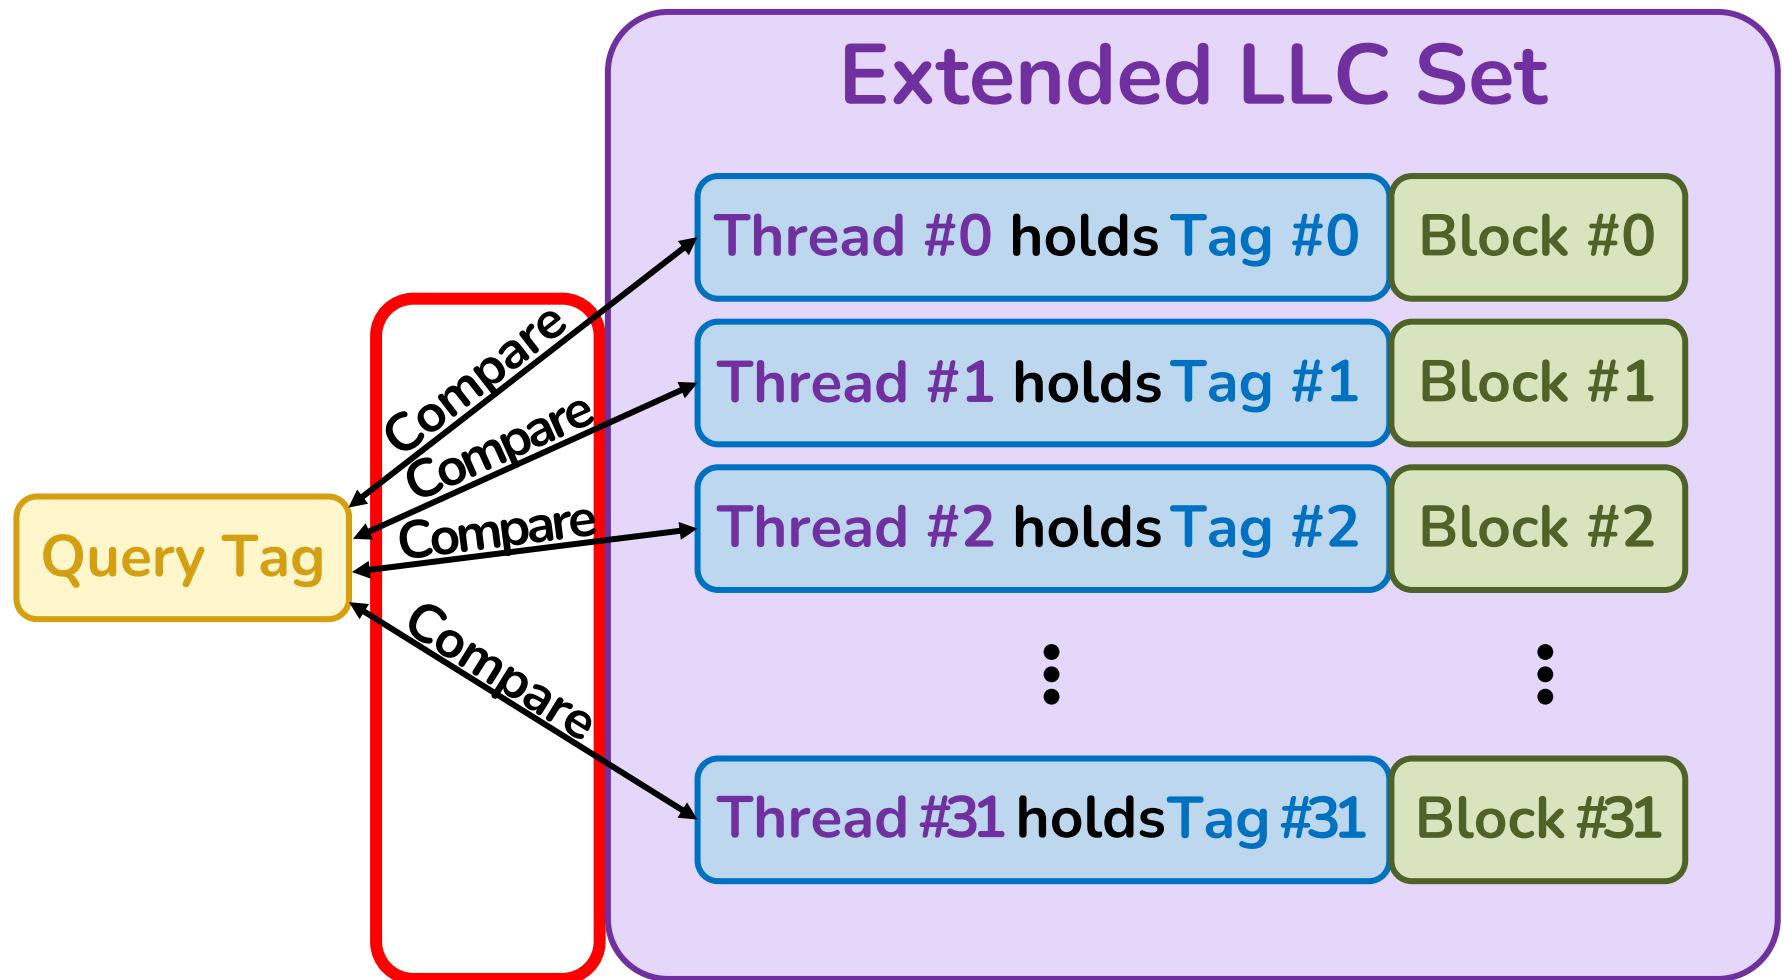 Extended LLC Set
Thread #0 holds Tag #0 Block #0
Compare
Thread #1 holds Tag #1 Block #1
Compare
Thread #2 holds Tag #2 Block #2
Compare
Query Tag
Compare
Thread #31 holds Tag #31 Block #31